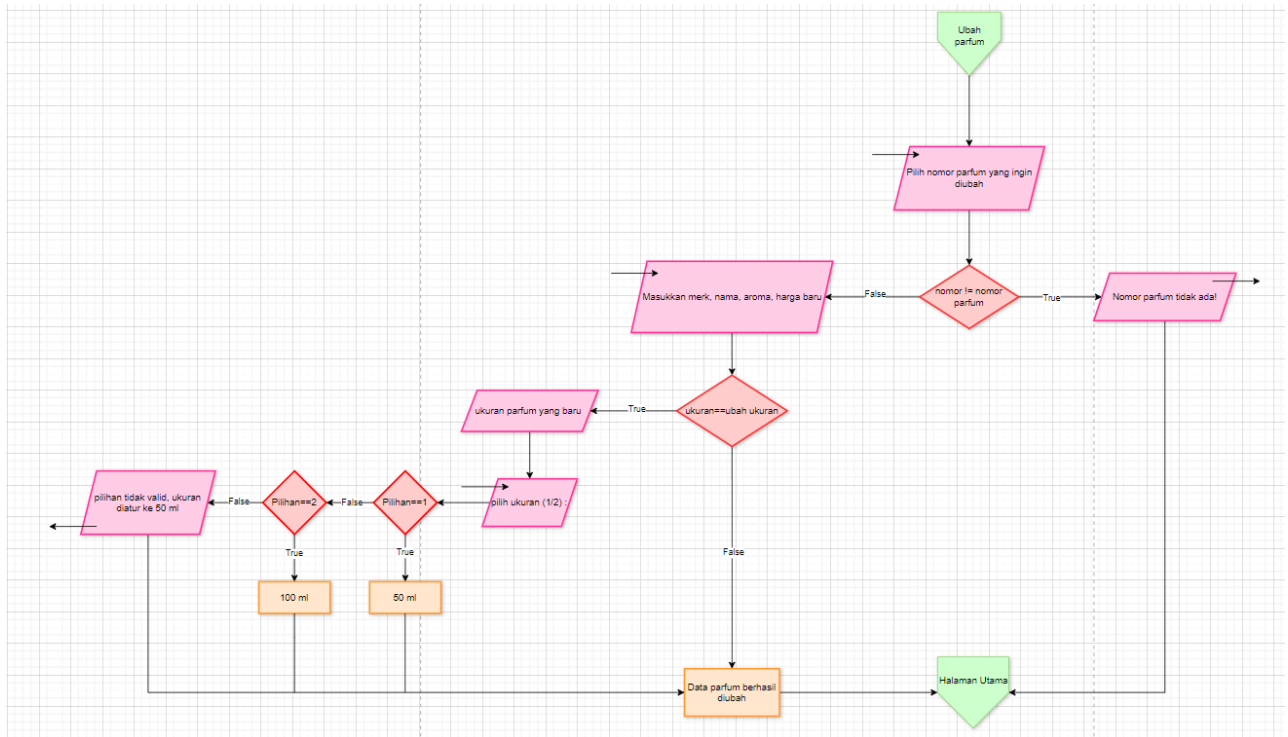 Ubah
parfum
Pilih nomor parfum yang ingin
diubah
nomor != nomor
parfum
False
True
Masukkan merk, nama, aroma, harga baru
Nomor parfum tidak ada!
ukuran==ubah ukuran
True
ukuran parfum yang baru
pilih ukuran (1/2) :
Pilihan==1
False
Pilihan==2
False
pilihan tidak valid, ukuran
diatur ke 50 ml
True
True
False
100 ml
50 ml
Data parfum berhasil
diubah
Halaman Utama